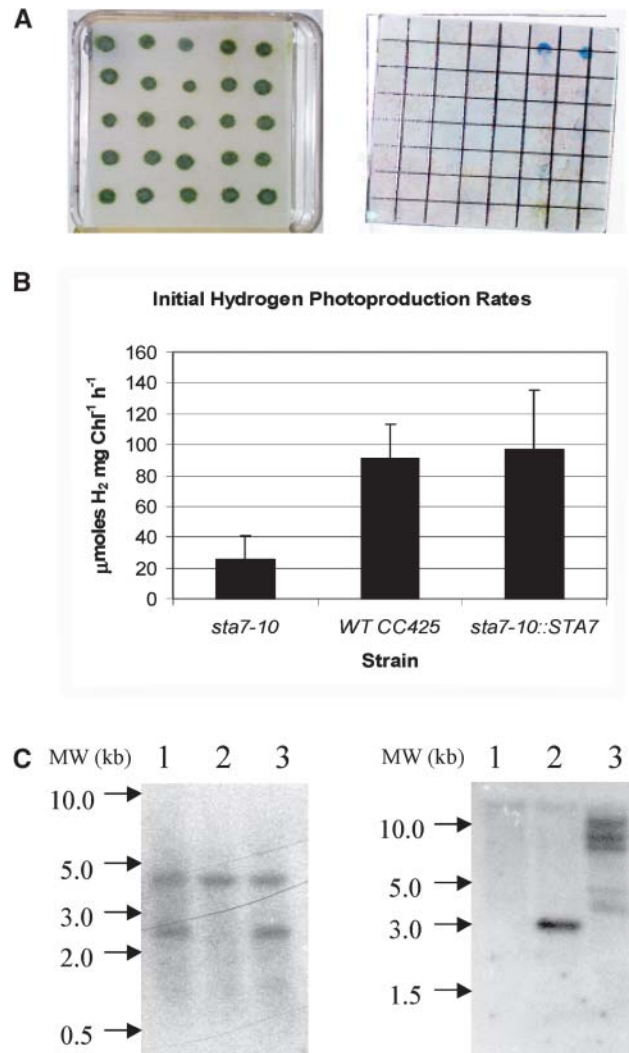 A
B
Initial Hydrogen Photoproduction Rates
µmoles H₂ mg Chl⁻¹ h⁻¹
160
140
120
100
80
60
40
20
0
sta7-10 WT CC425 sta7-10::STA7
Strain
C
MW (kb) 1 2 3
10.0
5.0
3.0
2.0
0.5
MW (kb) 1 2 3
10.0
5.0
3.0
1.5